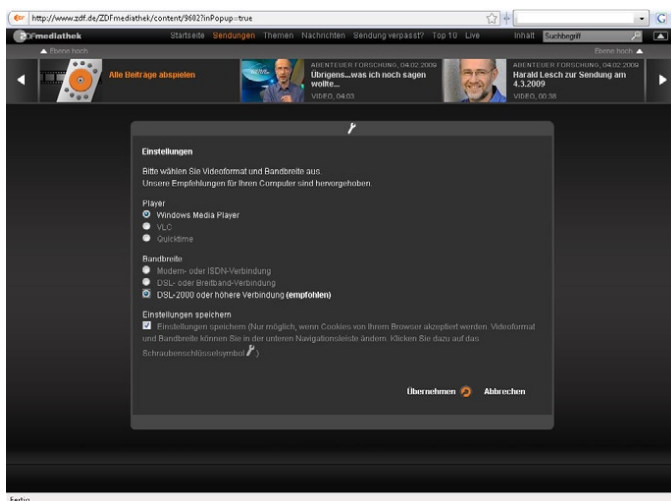 http://www.zdf.de/ZDFmediathek/content/9602?inPopup=true
ZDFmediathek Startseite Sendungen Themen Nachrichten Sendung verpasst? Top 10 Live Inhalt Suchbegriff
Ebene hoch Ebene hoch
Alle Beiträge abspielen
ABENTEUER FORSCHUNG, 04.02.2009
Übrigens...was ich noch sagen
wollte...
VIDEO, 04:03
ABENTEUER FORSCHUNG, 04.02.2009
Harald Lesch zur Sendung am
4.3.2009
VIDEO, 00:38
Einstellungen
Bitte wählen Sie Videoformat und Bandbreite aus.
Unsere Empfehlungen für Ihren Computer sind hervorgehoben.
Player
Windows Media Player
VLC
Quicktime
Bandbreite
Modem- oder ISDN-Verbindung
DSL- oder Breitband-Verbindung
DSL-2000 oder höhere Verbindung (empfohlen)
Einstellungen speichern
Einstellungen speichern (Nur möglich, wenn Cookies von Ihrem Browser akzeptiert werden. Videoformat
und Bandbreite können Sie in der unteren Navigationsleiste ändern. Klicken Sie dazu auf das
Schraubenschlüsselsymbol .)
Übernehmen Abbrechen
Fertig